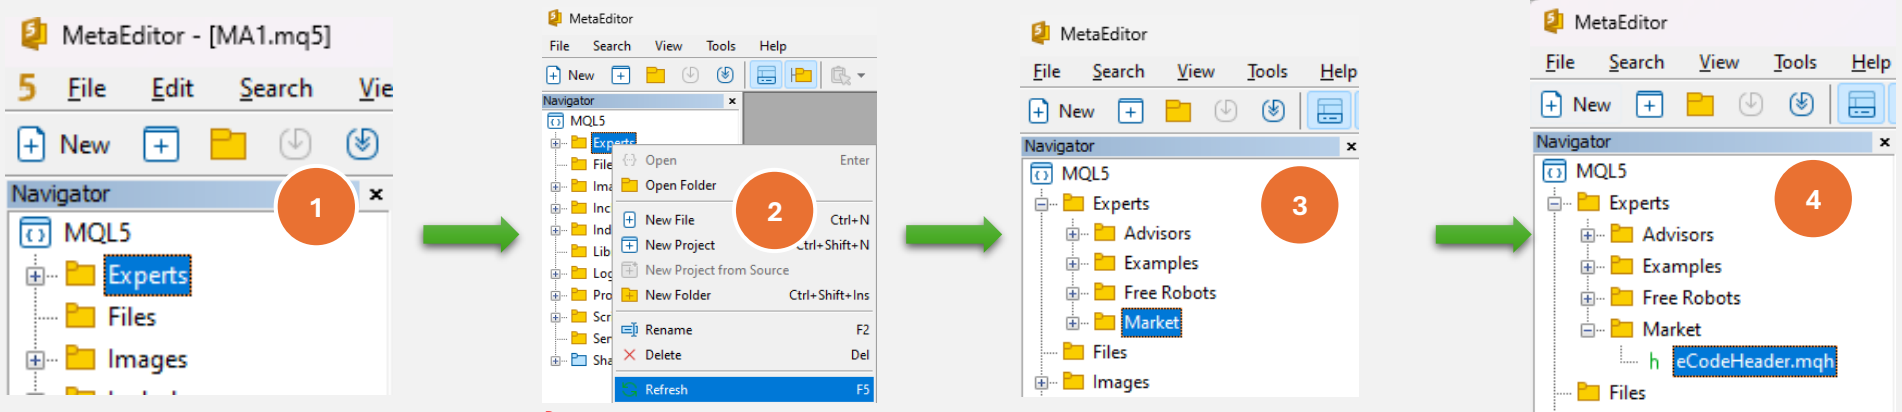 MetaEditor - [MA1.mq5]
5 File Edit Search Vie
New
Navigator
1
MQL5
Experts
Files
Images
MetaEditor
File Search View Tools Help
New
Navigator
MQL5
Experts
File
Ima
Inc
Ind
Lib
Log
Pro
Scr
Ser
Sha
Open Enter
Open Folder
2
New File Ctrl+N
New Project Ctrl+Shift+N
New Project from Source
New Folder Ctrl+Shift+Ins
Rename F2
Delete Del
Refresh F5
MetaEditor
File Search View Tools Help
New
Navigator
MQL5
3
Experts
Advisors
Examples
Free Robots
Market
Files
Images
MetaEditor
File Search View Tools Help
New
Navigator
MQL5
4
Experts
Advisors
Examples
Free Robots
Market
h eCodeHeader.mqh
Files